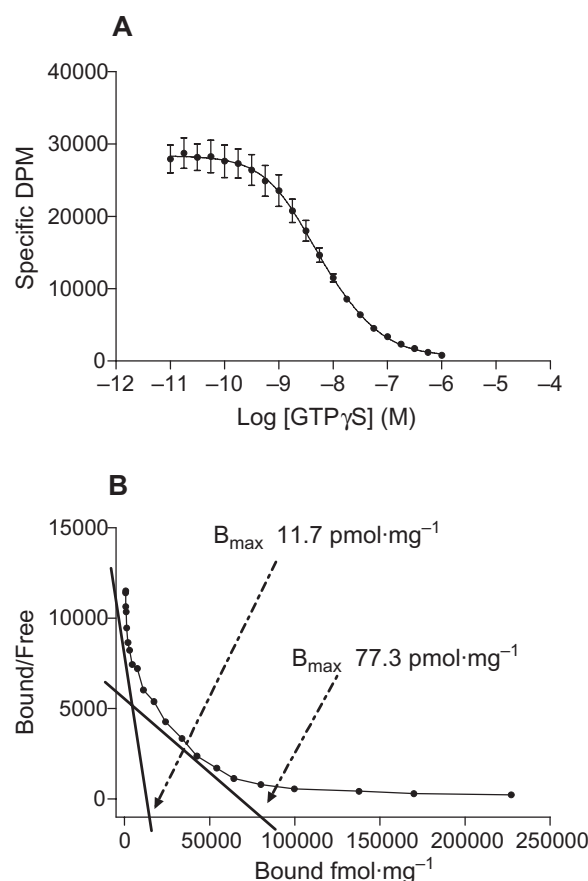 A
40000
30000
20000
10000
0
Specific DPM
−12 −11 −10 −9 −8 −7 −6 −5 −4
Log [GTPγS] (M)
B
15000
10000
5000
0
Bound/Free
Bmax 11.7 pmol·mg−1
Bmax 77.3 pmol·mg−1
0 50000 100000 150000 200000 250000
Bound fmol·mg−1